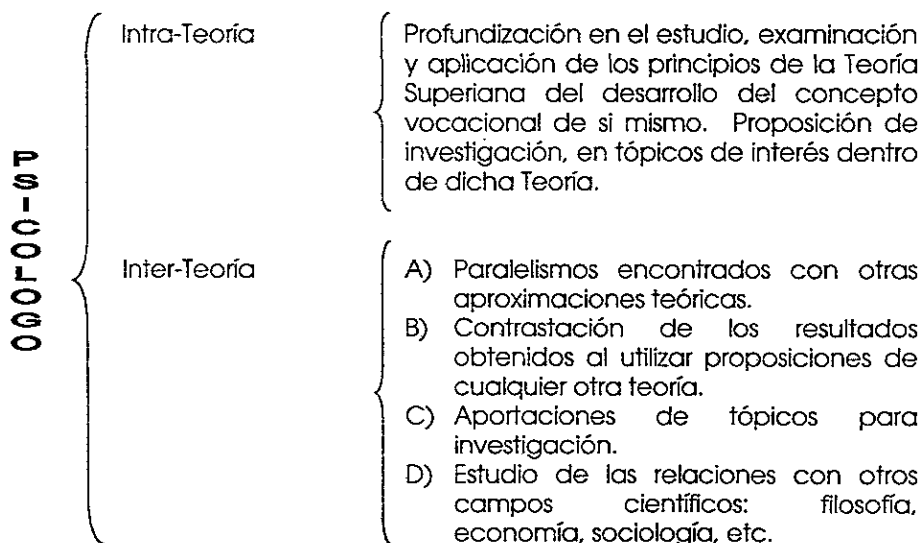 PSICOLOGO
Intra-Teoría
Profundización en el estudio, examinación
y aplicación de los principios de la Teoría
Superiana del desarrollo del concepto
vocacional de si mismo. Proposición de
investigación, en tópicos de interés dentro
de dicha Teoría.
Inter-Teoría
A) Paralelismos encontrados con otras
aproximaciones teóricas.
B) Contrastación de los resultados
obtenidos al utilizar proposiciones de
cualquier otra teoría.
C) Aportaciones de tópicos para
investigación.
D) Estudio de las relaciones con otros
campos científicos: filosofía,
economía, sociología, etc.